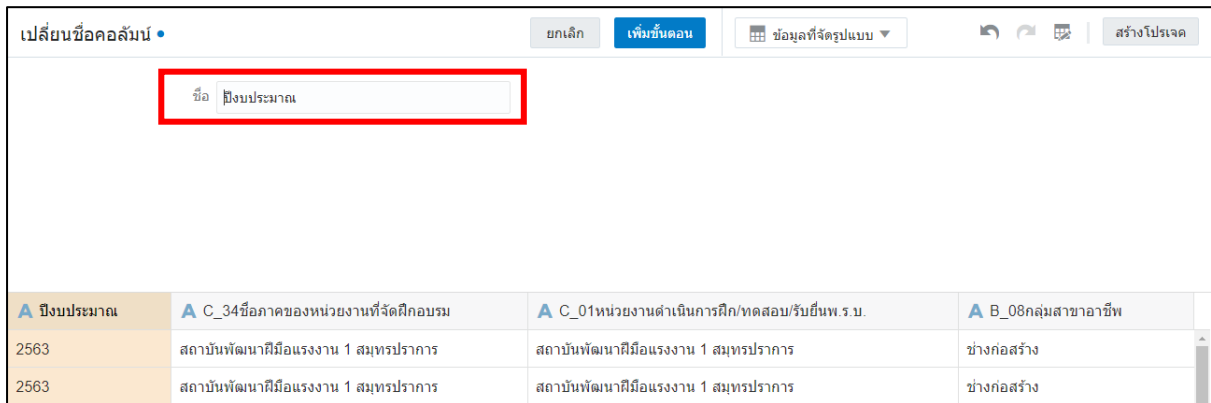 เปลี่ยนชื่อคอลัมน์ ยกเลิก เพิ่มขั้นตอน ข้อมูลที่จัดรูปแบบ สร้างโปรเจค
ชื่อ ปีงบประมาณ
A ปีงบประมาณ A C_34ชื่อภาคของหน่วยงานที่จัดฝึกอบรม A C_01หน่วยงานดำเนินการฝึก/ทดสอบ/รับยื่นพ.ร.บ. A B_08กลุ่มสาขาอาชีพ
2563 สถาบันพัฒนาฝีมือแรงงาน 1 สมุทรปราการ สถาบันพัฒนาฝีมือแรงงาน 1 สมุทรปราการ ช่างก่อสร้าง
2563 สถาบันพัฒนาฝีมือแรงงาน 1 สมุทรปราการ สถาบันพัฒนาฝีมือแรงงาน 1 สมุทรปราการ ช่างก่อสร้าง